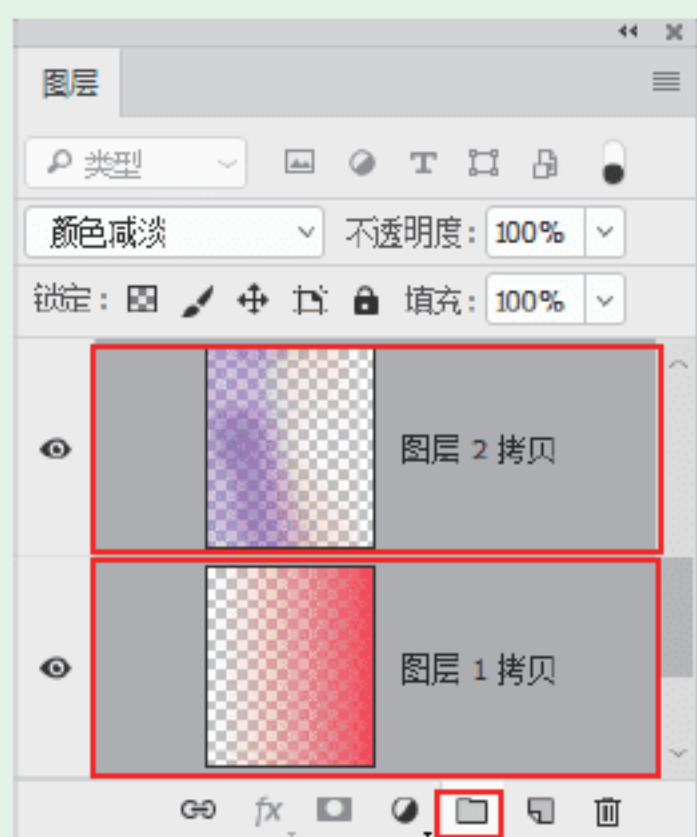 图层
类型
T
颜色减淡 不透明度: 100%
锁定: 填充: 100%
图层 2 拷贝
图层 1 拷贝
fx